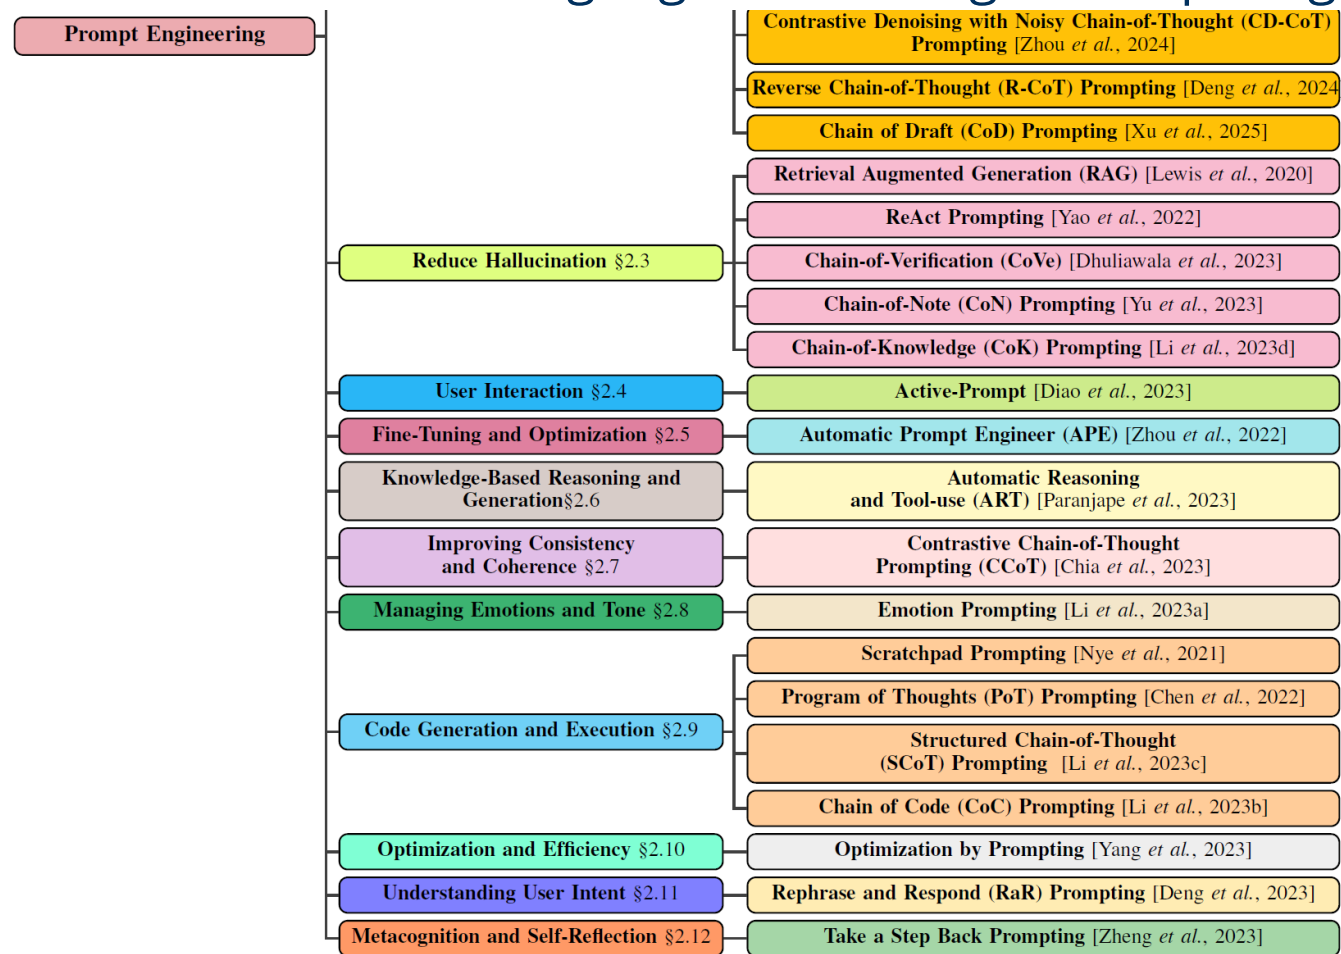 Prompt Engineering
Contrastive Denoising with Noisy Chain-of-Thought (CD-CoT)
Prompting [Zhou et al., 2024]
Reverse Chain-of-Thought (R-CoT) Prompting [Deng et al., 2024
Chain of Draft (CoD) Prompting [Xu et al., 2025]
Reduce Hallucination §2.3
Retrieval Augmented Generation (RAG) [Lewis et al., 2020]
ReAct Prompting [Yao et al., 2022]
Chain-of-Verification (CoVe) [Dhuliawala et al., 2023]
Chain-of-Note (CoN) Prompting [Yu et al., 2023]
Chain-of-Knowledge (CoK) Prompting [Li et al., 2023d]
User Interaction §2.4
Active-Prompt [Diao et al., 2023]
Fine-Tuning and Optimization §2.5
Automatic Prompt Engineer (APE) [Zhou et al., 2022]
Knowledge-Based Reasoning and
Generation§2.6
Automatic Reasoning
and Tool-use (ART) [Paranjape et al., 2023]
Improving Consistency
and Coherence §2.7
Contrastive Chain-of-Thought
Prompting (CCoT) [Chia et al., 2023]
Managing Emotions and Tone §2.8
Emotion Prompting [Li et al., 2023a]
Code Generation and Execution §2.9
Scratchpad Prompting [Nye et al., 2021]
Program of Thoughts (PoT) Prompting [Chen et al., 2022]
Structured Chain-of-Thought
(SCoT) Prompting [Li et al., 2023c]
Chain of Code (CoC) Prompting [Li et al., 2023b]
Optimization and Efficiency §2.10
Optimization by Prompting [Yang et al., 2023]
Understanding User Intent §2.11
Rephrase and Respond (RaR) Prompting [Deng et al., 2023]
Metacognition and Self-Reflection §2.12
Take a Step Back Prompting [Zheng et al., 2023]